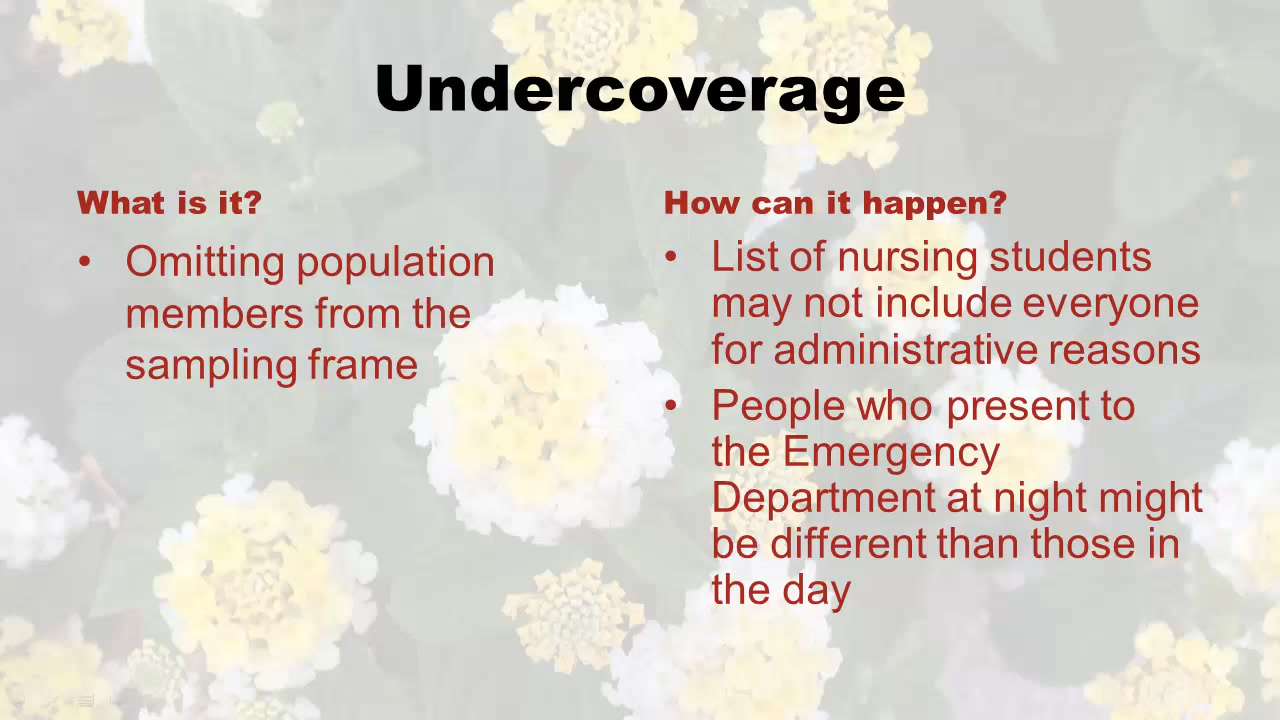 Undercoverage
What is it?
• Omitting population
members from the
sampling frame
How can it happen?
• List of nursing students
may not include everyone
for administrative reasons
• People who present to
the Emergency
Department at night might
be different than those in
the day